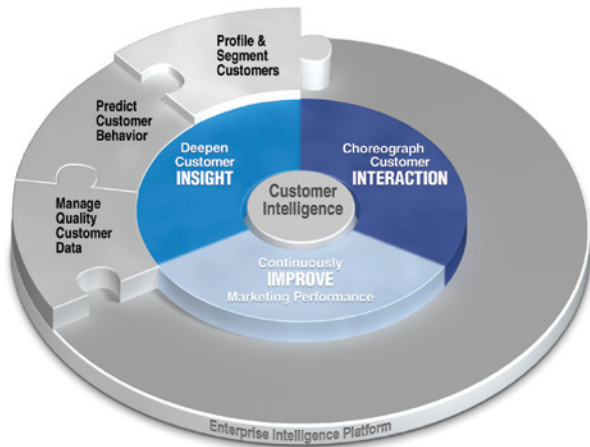 Profile &
Segment
Customers
Predict
Customer
Behavior
Manage
Quality
Customer
Data
Deepen
Customer
INSIGHT
Choreograph
Customer
INTERACTION
Customer
Intelligence
Continuously
IMPROVE
Marketing Performance
Enterprise Intelligence Platform